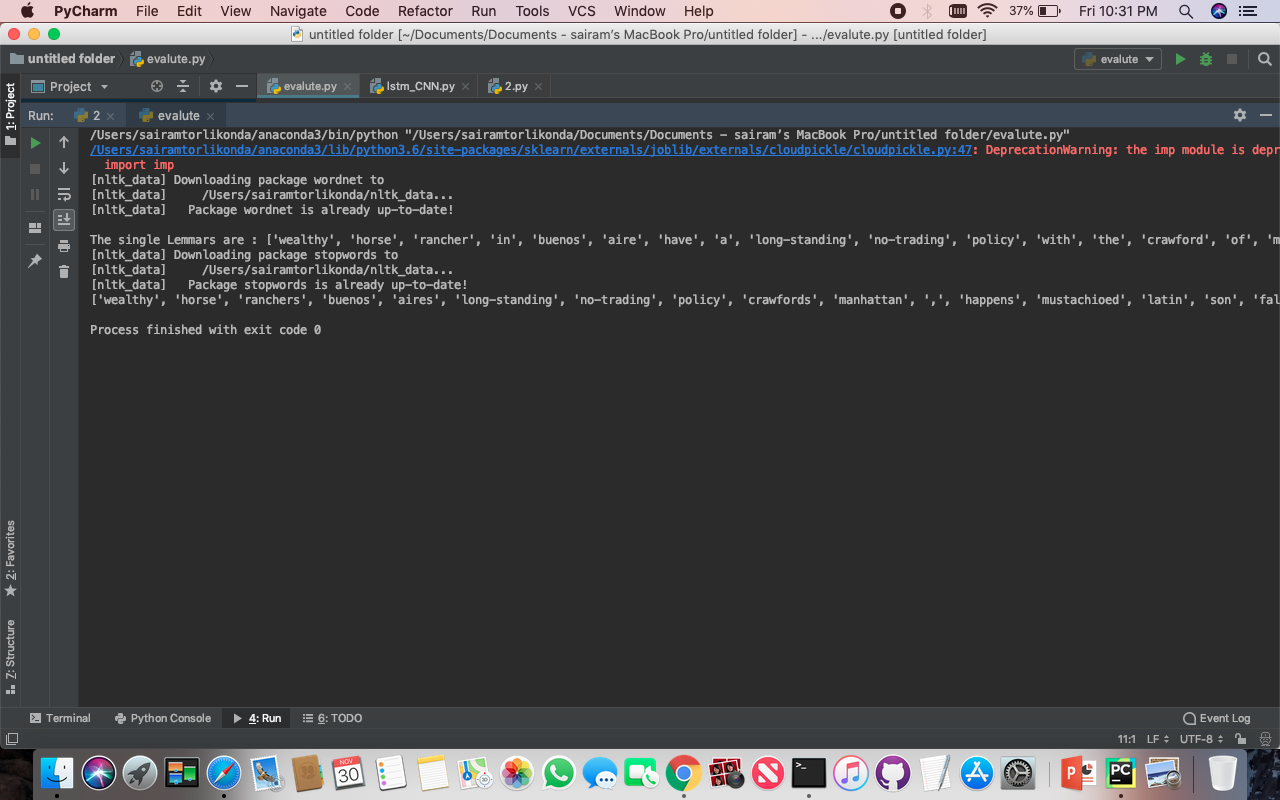 PyCharm File Edit View Navigate Code Refactor Run Tools VCS Window Help 37% Fri 10:31 PM
untitled folder [~/Documents/Documents - sairam’s MacBook Pro/untitled folder] - .../evalute.py [untitled folder]
untitled folder evalute.py evalute
Project evalute.py lstm_CNN.py 2.py
1: Project
Run: 2 evalute
/Users/sairamtorlikonda/anaconda3/bin/python "/Users/sairamtorlikonda/Documents/Documents - sairam’s MacBook Pro/untitled folder/evalute.py"
/Users/sairamtorlikonda/anaconda3/lib/python3.6/site-packages/sklearn/externals/joblib/externals/cloudpickle/cloudpickle.py:47: DeprecationWarning: the imp module is depr
import imp
[nltk_data] Downloading package wordnet to
[nltk_data]     /Users/sairamtorlikonda/nltk_data...
[nltk_data]   Package wordnet is already up-to-date!
The single Lemmars are : ['wealthy', 'horse', 'rancher', 'in', 'buenos', 'aire', 'have', 'a', 'long-standing', 'no-trading', 'policy', 'with', 'the', 'crawford', 'of', 'm
[nltk_data] Downloading package stopwords to
[nltk_data]     /Users/sairamtorlikonda/nltk_data...
[nltk_data]   Package stopwords is already up-to-date!
['wealthy', 'horse', 'ranchers', 'buenos', 'aires', 'long-standing', 'no-trading', 'policy', 'crawfords', 'manhattan', ',', 'happens', 'mustachioed', 'latin', 'son', 'fal
Process finished with exit code 0
2: Favorites
7: Structure
Terminal Python Console 4: Run 6: TODO Event Log
11:1 LF UTF-8
NOV
30
PC